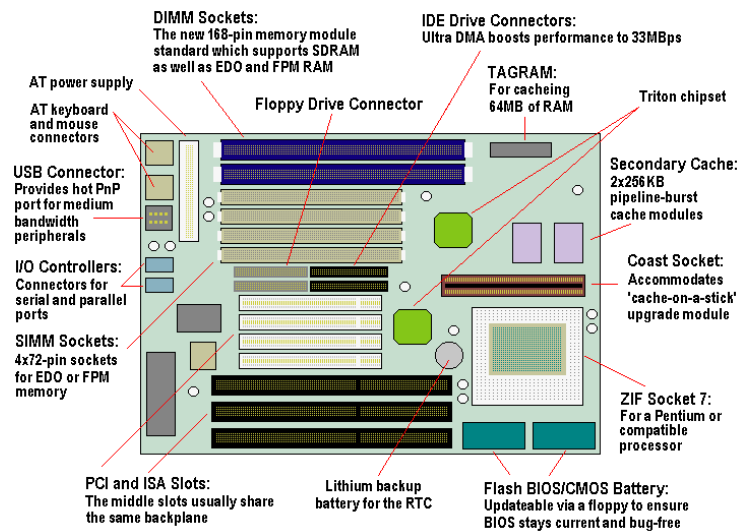 DIMM Sockets:
The new 168-pin memory module
standard which supports SDRAM
as well as EDO and FPM RAM
IDE Drive Connectors:
Ultra DMA boosts performance to 33MBps
TAGRAM:
For cacheing
64MB of RAM
Triton chipset
AT power supply
Floppy Drive Connector
AT keyboard
and mouse
connectors
USB Connector:
Provides hot PnP
port for medium
bandwidth
peripherals
Secondary Cache:
2x256KB
pipeline-burst
cache modules
I/O Controllers:
Connectors for
serial and parallel
ports
Coast Socket:
Accommodates
'cache-on-a-stick'
upgrade module
SIMM Sockets:
4x72-pin sockets
for EDO or FPM
memory
ZIF Socket 7:
For a Pentium or
compatible
processor
PCI and ISA Slots:
The middle slots usually share
the same backplane
Lithium backup
battery for the RTC
Flash BIOS/CMOS Battery:
Updateable via a floppy to ensure
BIOS stays current and bug-free